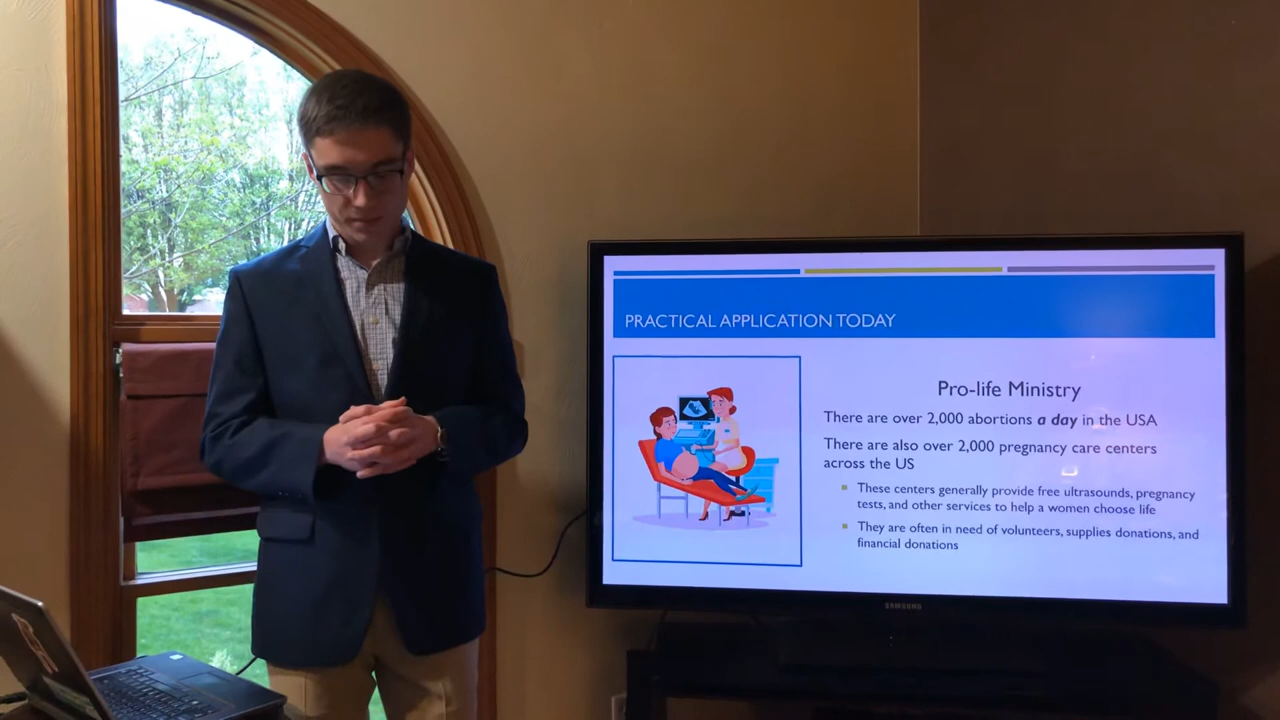 PRACTICAL APPLICATION TODAY
Pro-life Ministry
There are over 2,000 abortions a day in the USA
There are also over 2,000 pregnancy care centers
across the US
These centers generally provide free ultrasounds, pregnancy
tests, and other services to help a women choose life
They are often in need of volunteers, supplies donations, and
financial donations
SAMSUNG